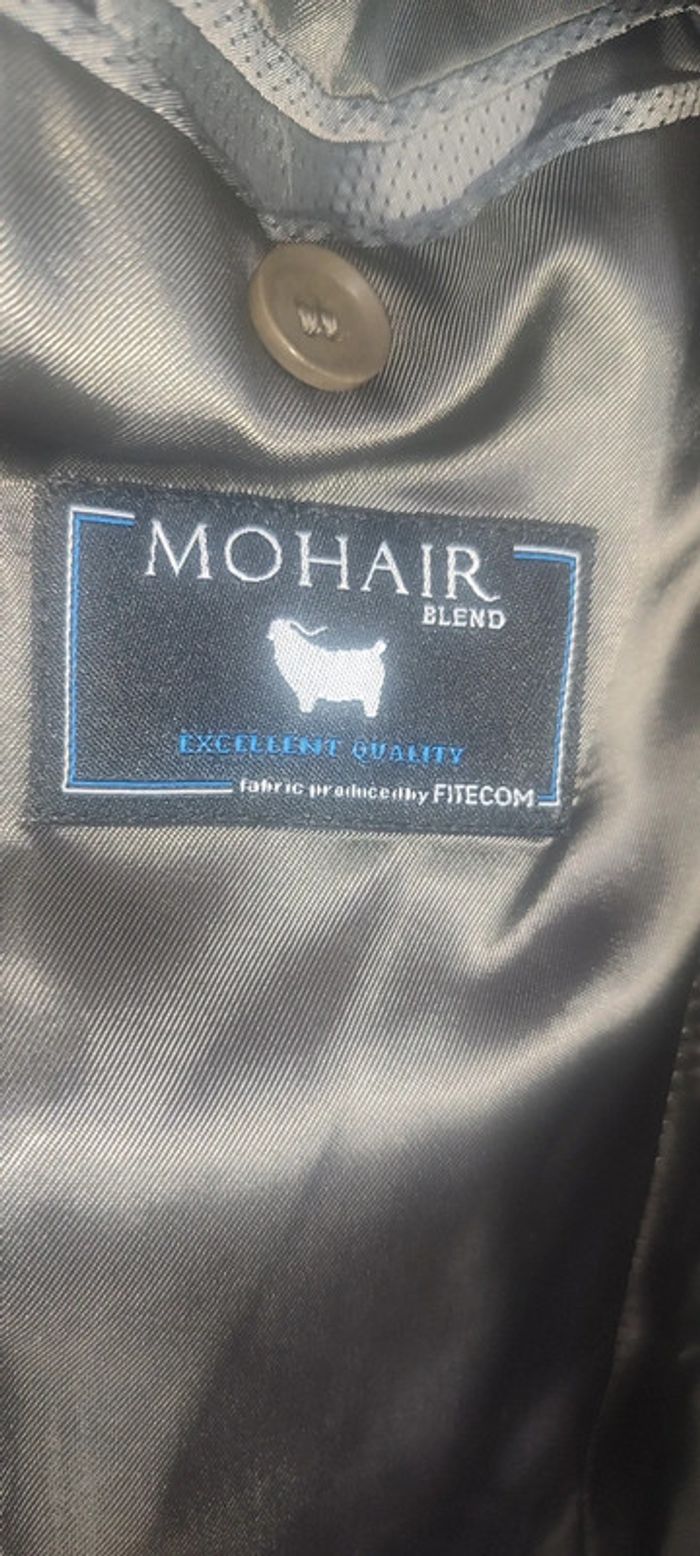 MOHAIR
BLEND
EXCELLENT QUALITY
fabric produced by FITECOM